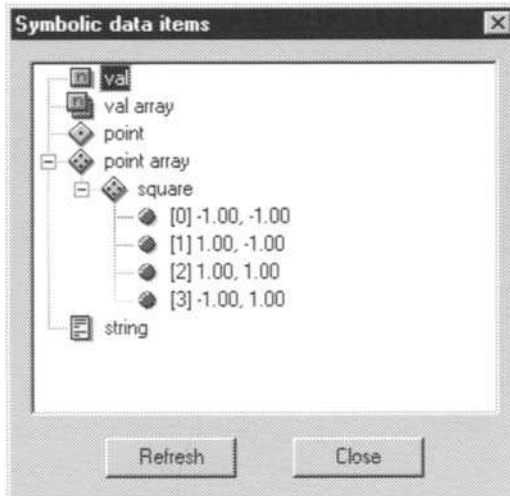 Symbolic data items
val
val array
point
point array
square
[0] -1.00, -1.00
[1] 1.00, -1.00
[2] 1.00, 1.00
[3] -1.00, 1.00
string
Refresh Close